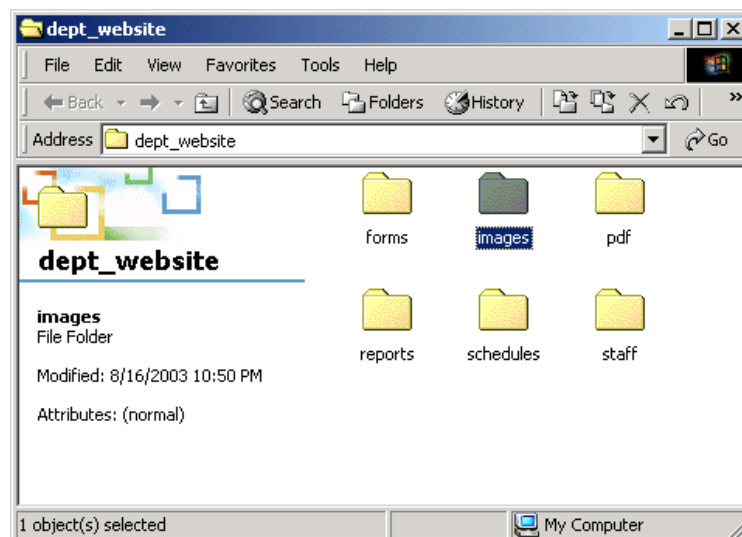 dept_website
File Edit View Favorites Tools Help
Back Search Folders History »
Address dept_website Go
dept_website
images
File Folder
Modified: 8/16/2003 10:50 PM
Attributes: (normal)
forms images pdf
reports schedules staff
1 object(s) selected My Computer